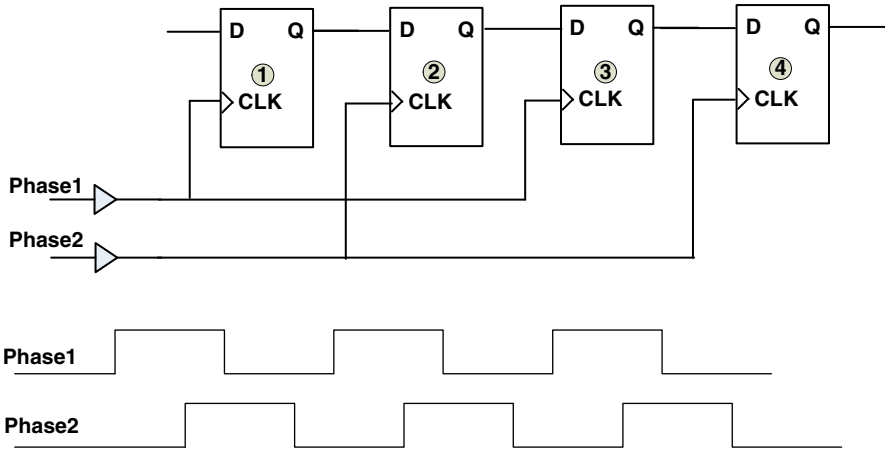 D Q D Q D Q D Q
1 2 3 4
CLK CLK CLK CLK
Phase1
Phase2
Phase1
Phase2